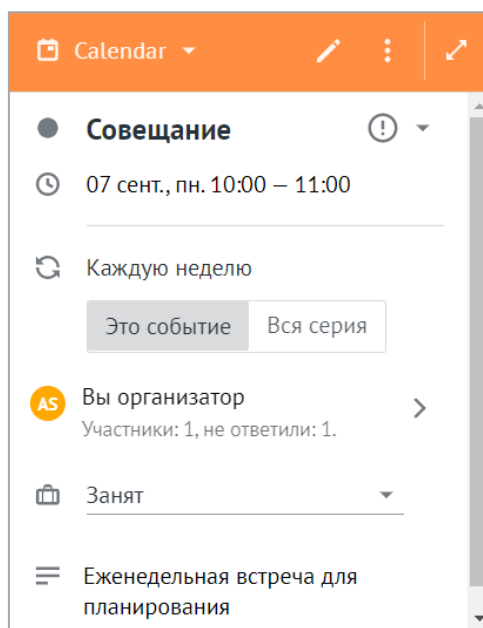 Calendar
Совещание
07 сент., пн. 10:00 — 11:00
Каждую неделю
Это событие Вся серия
AS Вы организатор
Участники: 1, не ответили: 1.
Занят
Еженедельная встреча для
планирования